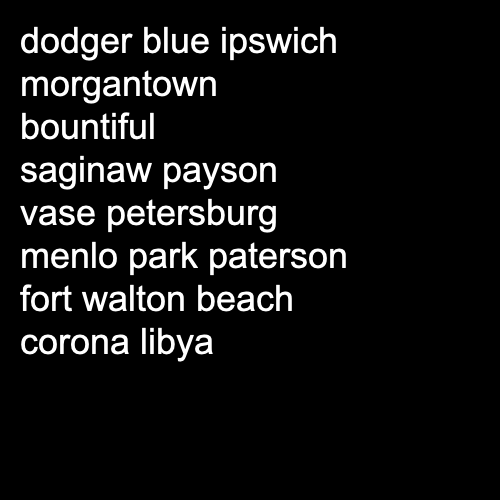 dodger blue ipswich
morgantown
bountiful
saginaw payson
vase petersburg
menlo park paterson
fort walton beach
corona libya